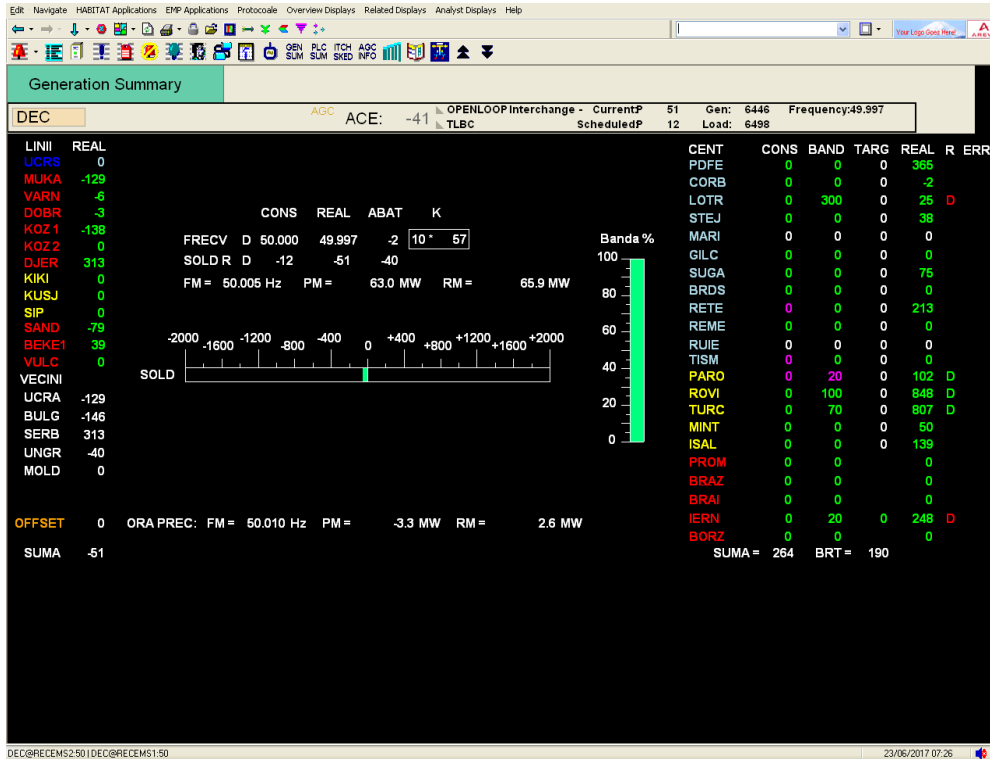 Edit Navigate HABITAT Applications EMP Applications Protocoale Overview Displays Related Displays Analyst Displays Help
Your Logo Goes Here!
GEN SUM PLC SUM ITCH SKED AGC INFO
Generation Summary
DEC AGC ACE: -41 OPENLOOP Interchange - Current:P 51 Gen: 6446 Frequency:49.997
TLBC Scheduled:P 12 Load: 6498
LINII REAL
UCRS 0
MUKA -129
VARN -6
DOBR -3
KOZ 1 -138
KOZ 2 0
DJER 313
KIKI 0
KUSJ 0
SIP 0
SAND -79
BEKE1 39
VULC 0
VECINI
UCRA -129
BULG -146
SERB 313
UNGR -40
MOLD 0
OFFSET 0
SUMA -51
CONS REAL ABAT K
FRECV D 50.000 49.997 -2 10 * 57
SOLD R D -12 -51 -40
FM = 50.005 Hz PM = 63.0 MW RM = 65.9 MW
-2000 -1600 -1200 -800 -400 0 +400 +800 +1200 +1600 +2000
SOLD
ORA PREC: FM = 50.010 Hz PM = -3.3 MW RM = 2.6 MW
Banda %
100
80
60
40
20
0
CENT CONS BAND TARG REAL R ERR
PDFE 0 0 0 365
CORB 0 0 0 -2
LOTR 0 300 0 25 D
STEJ 0 0 0 38
MARI 0 0 0 0
GILC 0 0 0 0
SUGA 0 0 0 75
BRDS 0 0 0 0
RETE 0 0 0 213
REME 0 0 0 0
RUIE 0 0 0 0
TISM 0 0 0 0
PARO 0 20 0 102 D
ROVI 0 100 0 848 D
TURC 0 70 0 807 D
MINT 0 0 0 50
ISAL 0 0 0 139
PROM 0 0 0
BRAZ 0 0 0
BRAI 0 0 0
IERN 0 20 0 248 D
BORZ 0 0 0
SUMA = 264 BRT = 190
DEC@RECEMS2:50 | DEC@RECEMS1:50 23/06/2017 07:26